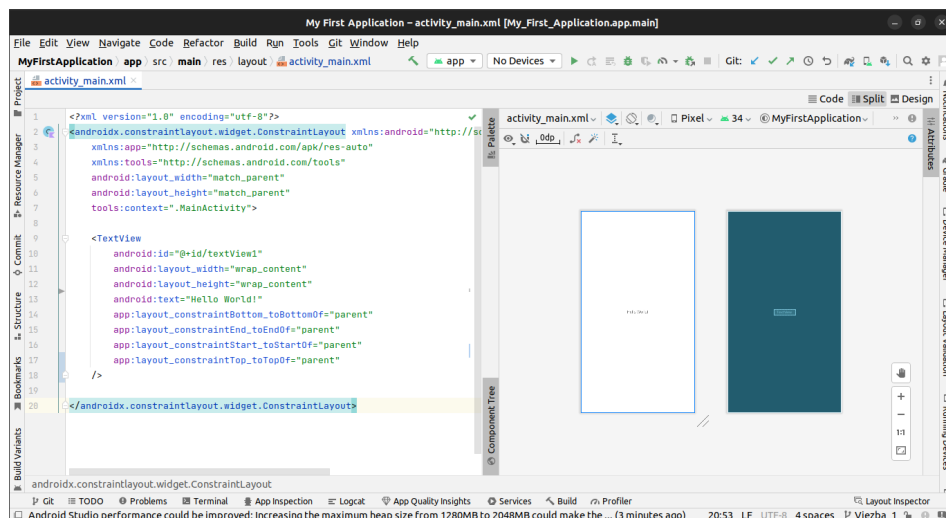 My First Application – activity_main.xml [My_First_Application.app.main]
File Edit View Navigate Code Refactor Build Run Tools Git Window Help
MyFirstApplication app src main res layout activity_main.xml app No Devices Git:
activity_main.xml
Code Split Design
activity_main.xml Pixel 34 MyFirstApplication
0dp
Project
Resource Manager
Commit
Structure
Bookmarks
Build Variants
1 <?xml version="1.0" encoding="utf-8"?>
2 <androidx.constraintlayout.widget.ConstraintLayout xmlns:android="http://sc
3 xmlns:app="http://schemas.android.com/apk/res-auto"
4 xmlns:tools="http://schemas.android.com/tools"
5 android:layout_width="match_parent"
6 android:layout_height="match_parent"
7 tools:context=".MainActivity">
8
9 <TextView
10 android:id="@+id/textView1"
11 android:layout_width="wrap_content"
12 android:layout_height="wrap_content"
13 android:text="Hello World!"
14 app:layout_constraintBottom_toBottomOf="parent"
15 app:layout_constraintEnd_toEndOf="parent"
16 app:layout_constraintStart_toStartOf="parent"
17 app:layout_constraintTop_toTopOf="parent"
18 />
19
20 </androidx.constraintlayout.widget.ConstraintLayout>
Palette
Component Tree
1:1
Attributes
Notifications
Gradle
Device Manager
Layout Validation
Running Devices
androidx.constraintlayout.widget.ConstraintLayout
Git TODO Problems Terminal App Inspection Logcat App Quality Insights Services Build Profiler Layout Inspector
Android Studio performance could be improved: Increasing the maximum heap size from 1280MB to 2048MB could make the ... (3 minutes ago) 20:53 LF UTF-8 4 spaces Vjezba_1